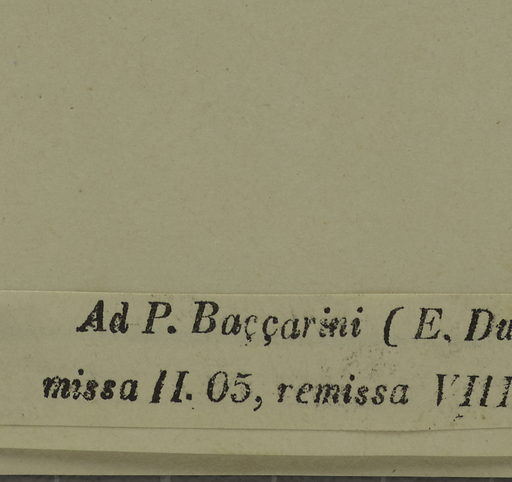 Ad P. Baççarini ( E. Du
missa II. 05, remissa VIII